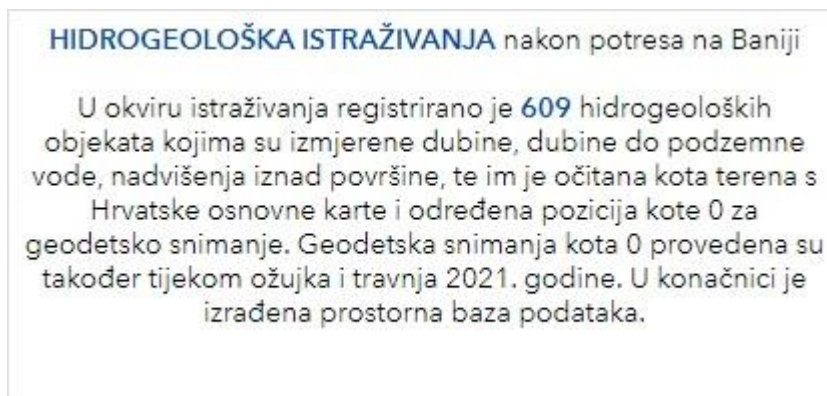 HIDROGEOLOŠKA ISTRAŽIVANJA nakon potresa na Baniji
U okviru istraživanja registrirano je 609 hidrogeoloških
objekata kojima su izmjerene dubine, dubine do podzemne
vode, nadvišenja iznad površine, te im je očitana kota terena s
Hrvatske osnovne karte i određena pozicija kote 0 za
geodetsko snimanje. Geodetska snimanja kota 0 provedena su
također tijekom ožujka i travnja 2021. godine. U konačnici je
izrađena prostorna baza podataka.